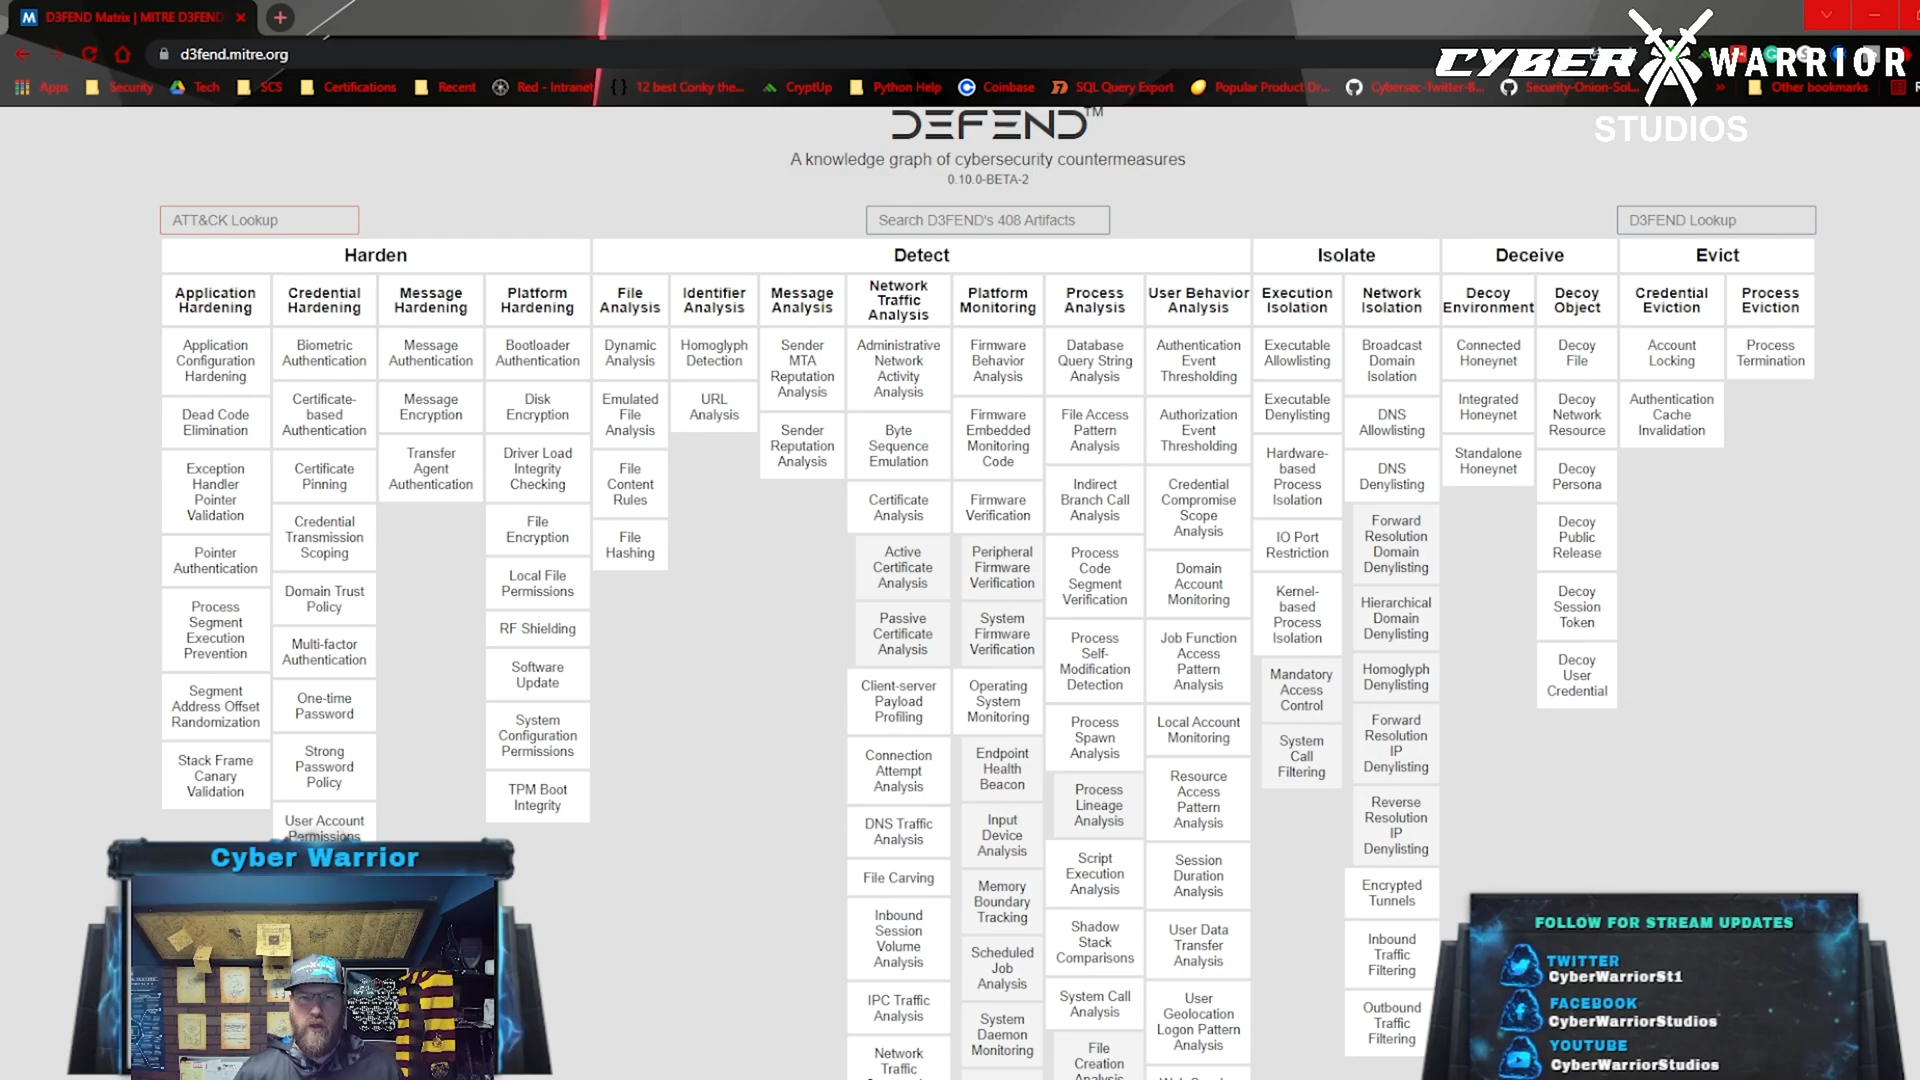 D3FEND Matrix | MITRE D3FEND
d3fend.mitre.org
Apps
Security
Tech
SCS
Certifications
Recent
Red - Intranet
12 best Conky the...
CryptUp
Python Help
Coinbase
SQL Query Export
Popular Product Dr...
Cybersec-Twitter-B...
Security-Onion-Sol...
»
Other bookmarks
CYBER WARRIOR
STUDIOS
D3FEND™
A knowledge graph of cybersecurity countermeasures
0.10.0-BETA-2
ATT&CK Lookup
Search D3FEND's 408 Artifacts
D3FEND Lookup
Harden
Detect
Isolate
Deceive
Evict
Application
Hardening
Credential
Hardening
Message
Hardening
Platform
Hardening
File
Analysis
Identifier
Analysis
Message
Analysis
Network
Traffic
Analysis
Platform
Monitoring
Process
Analysis
User Behavior
Analysis
Execution
Isolation
Network
Isolation
Decoy
Environment
Decoy
Object
Credential
Eviction
Process
Eviction
Application
Configuration
Hardening
Dead Code
Elimination
Exception
Handler
Pointer
Validation
Pointer
Authentication
Process
Segment
Execution
Prevention
Segment
Address Offset
Randomization
Stack Frame
Canary
Validation
Biometric
Authentication
Certificate-
based
Authentication
Certificate
Pinning
Credential
Transmission
Scoping
Domain Trust
Policy
Multi-factor
Authentication
One-time
Password
Strong
Password
Policy
User Account
Permissions
Message
Authentication
Message
Encryption
Transfer
Agent
Authentication
Bootloader
Authentication
Disk
Encryption
Driver Load
Integrity
Checking
File
Encryption
Local File
Permissions
RF Shielding
Software
Update
System
Configuration
Permissions
TPM Boot
Integrity
Dynamic
Analysis
Emulated
File
Analysis
File
Content
Rules
File
Hashing
Homoglyph
Detection
URL
Analysis
Sender
MTA
Reputation
Analysis
Sender
Reputation
Analysis
Administrative
Network
Activity
Analysis
Byte
Sequence
Emulation
Certificate
Analysis
Active
Certificate
Analysis
Passive
Certificate
Analysis
Client-server
Payload
Profiling
Connection
Attempt
Analysis
DNS Traffic
Analysis
File Carving
Inbound
Session
Volume
Analysis
IPC Traffic
Analysis
Network
Traffic
Firmware
Behavior
Analysis
Firmware
Embedded
Monitoring
Code
Firmware
Verification
Peripheral
Firmware
Verification
System
Firmware
Verification
Operating
System
Monitoring
Endpoint
Health
Beacon
Input
Device
Analysis
Memory
Boundary
Tracking
Scheduled
Job
Analysis
System
Daemon
Monitoring
Database
Query String
Analysis
File Access
Pattern
Analysis
Indirect
Branch Call
Analysis
Process
Code
Segment
Verification
Process
Self-
Modification
Detection
Process
Spawn
Analysis
Process
Lineage
Analysis
Script
Execution
Analysis
Shadow
Stack
Comparisons
System Call
Analysis
File
Creation
Analysis
Authentication
Event
Thresholding
Authorization
Event
Thresholding
Credential
Compromise
Scope
Analysis
Domain
Account
Monitoring
Job Function
Access
Pattern
Analysis
Local Account
Monitoring
Resource
Access
Pattern
Analysis
Session
Duration
Analysis
User Data
Transfer
Analysis
User
Geolocation
Logon Pattern
Analysis
Executable
Allowlisting
Executable
Denylisting
Hardware-
based
Process
Isolation
IO Port
Restriction
Kernel-
based
Process
Isolation
Mandatory
Access
Control
System
Call
Filtering
Broadcast
Domain
Isolation
DNS
Allowlisting
DNS
Denylisting
Forward
Resolution
Domain
Denylisting
Hierarchical
Domain
Denylisting
Homoglyph
Denylisting
Forward
Resolution
IP
Denylisting
Reverse
Resolution
IP
Denylisting
Encrypted
Tunnels
Inbound
Traffic
Filtering
Outbound
Traffic
Filtering
Connected
Honeynet
Integrated
Honeynet
Standalone
Honeynet
Decoy
File
Decoy
Network
Resource
Decoy
Persona
Decoy
Public
Release
Decoy
Session
Token
Decoy
User
Credential
Account
Locking
Authentication
Cache
Invalidation
Process
Termination
Cyber Warrior
FOLLOW FOR STREAM UPDATES
TWITTER
CyberWarriorSt1
FACEBOOK
CyberWarriorStudios
YOUTUBE
CyberWarriorStudios